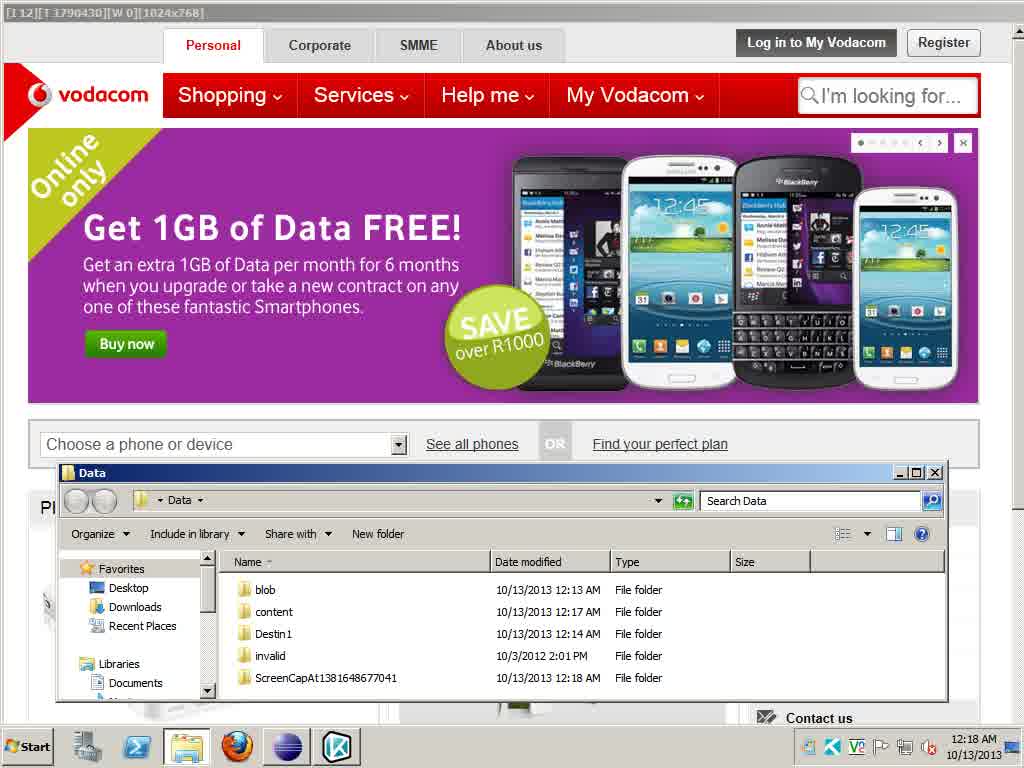 [I 12][T 1790430][W 0][1024x768]
Personal
Corporate
SMME
About us
Log in to My Vodacom
Register
vodacom
Shopping
Services
Help me
My Vodacom
I'm looking for...
Online only
Get 1GB of Data FREE!
Get an extra 1GB of Data per month for 6 months
when you upgrade or take a new contract on any
one of these fantastic Smartphones.
Buy now
SAVE
over R1000
BlackBerry
BlackBerry
12:45
12:45
Choose a phone or device
See all phones
OR
Find your perfect plan
Data
Data
Search Data
Organize
Include in library
Share with
New folder
Name
Date modified
Type
Size
Favorites
Desktop
Downloads
Recent Places
Libraries
Documents
blob 10/13/2013 12:13 AM File folder
content 10/13/2013 12:17 AM File folder
Destin1 10/13/2013 12:14 AM File folder
invalid 10/3/2012 2:01 PM File folder
ScreenCapAt1381648677041 10/13/2013 12:18 AM File folder
Contact us
Start
12:18 AM
10/13/2013